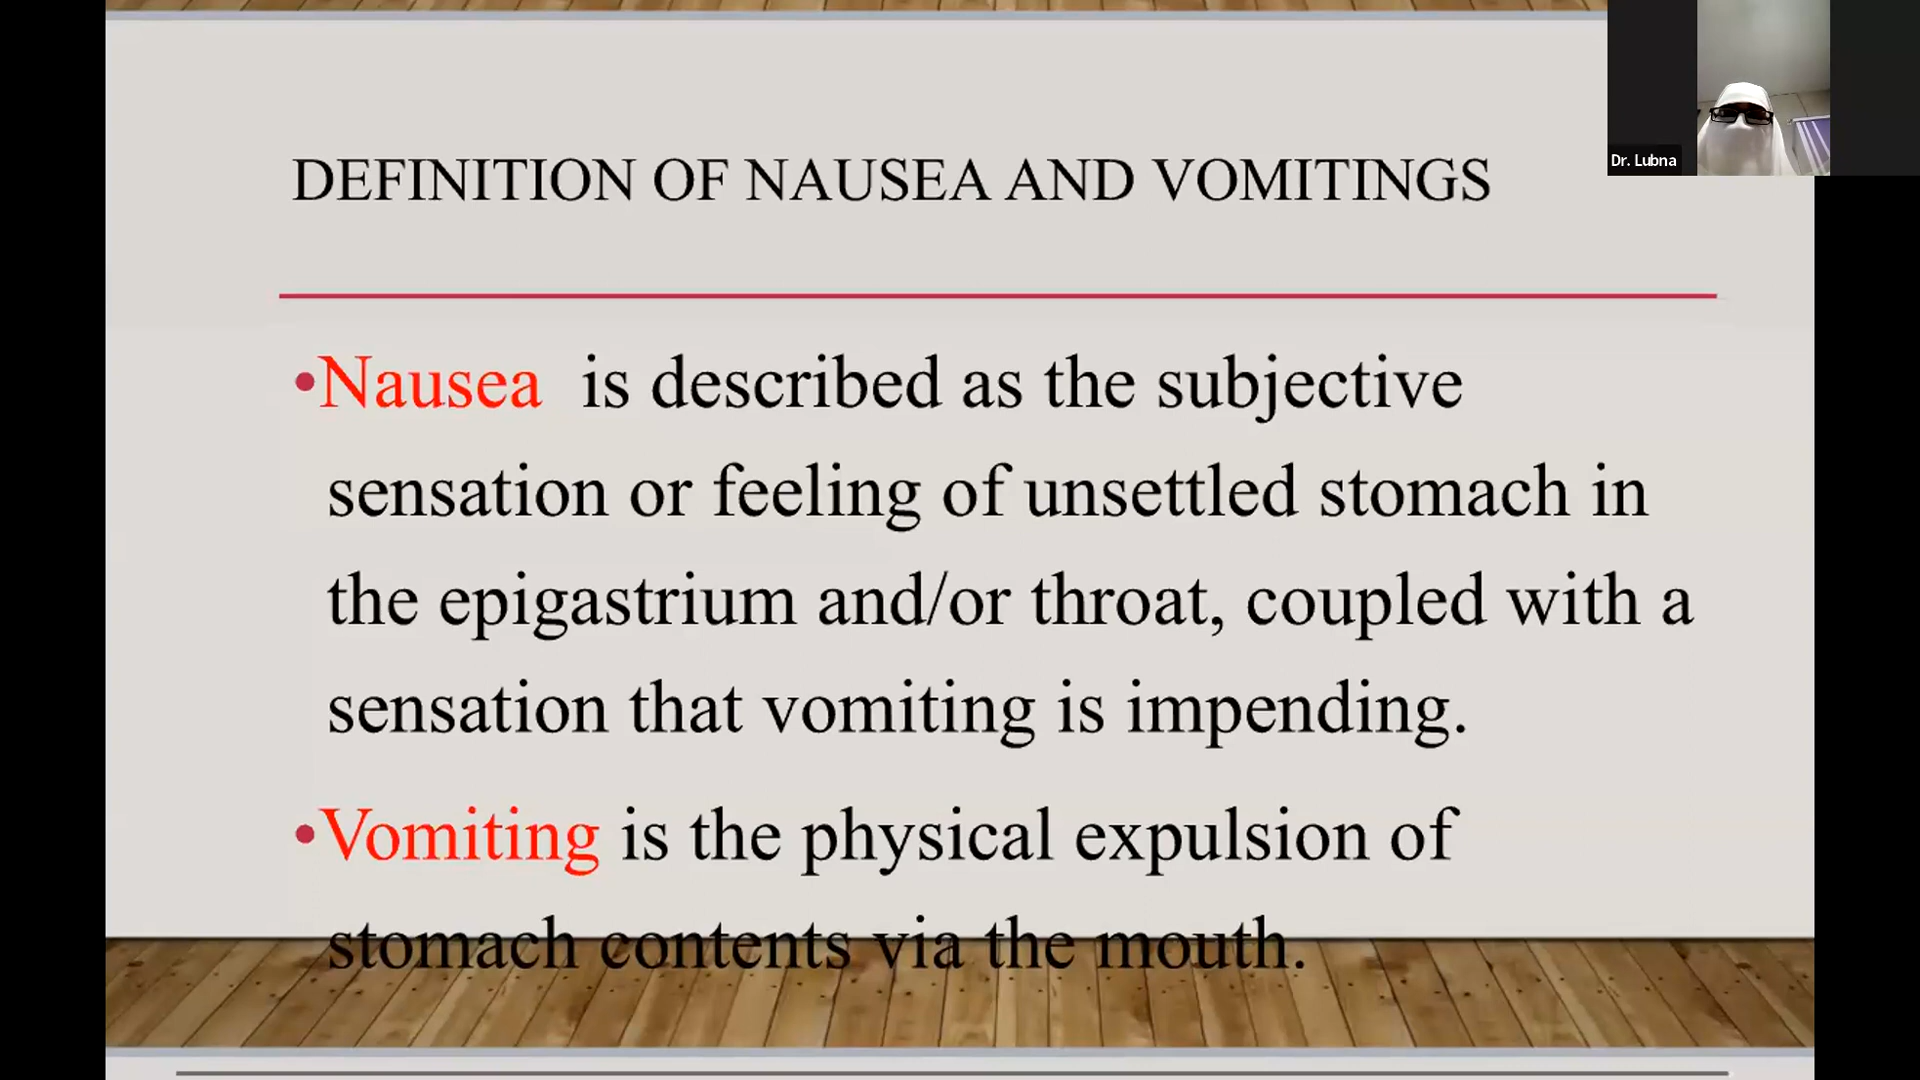 Dr. Lubna
DEFINITION OF NAUSEA AND VOMITINGS
•Nausea is described as the subjective
sensation or feeling of unsettled stomach in
the epigastrium and/or throat, coupled with a
sensation that vomiting is impending.
•Vomiting is the physical expulsion of
stomach contents via the mouth.